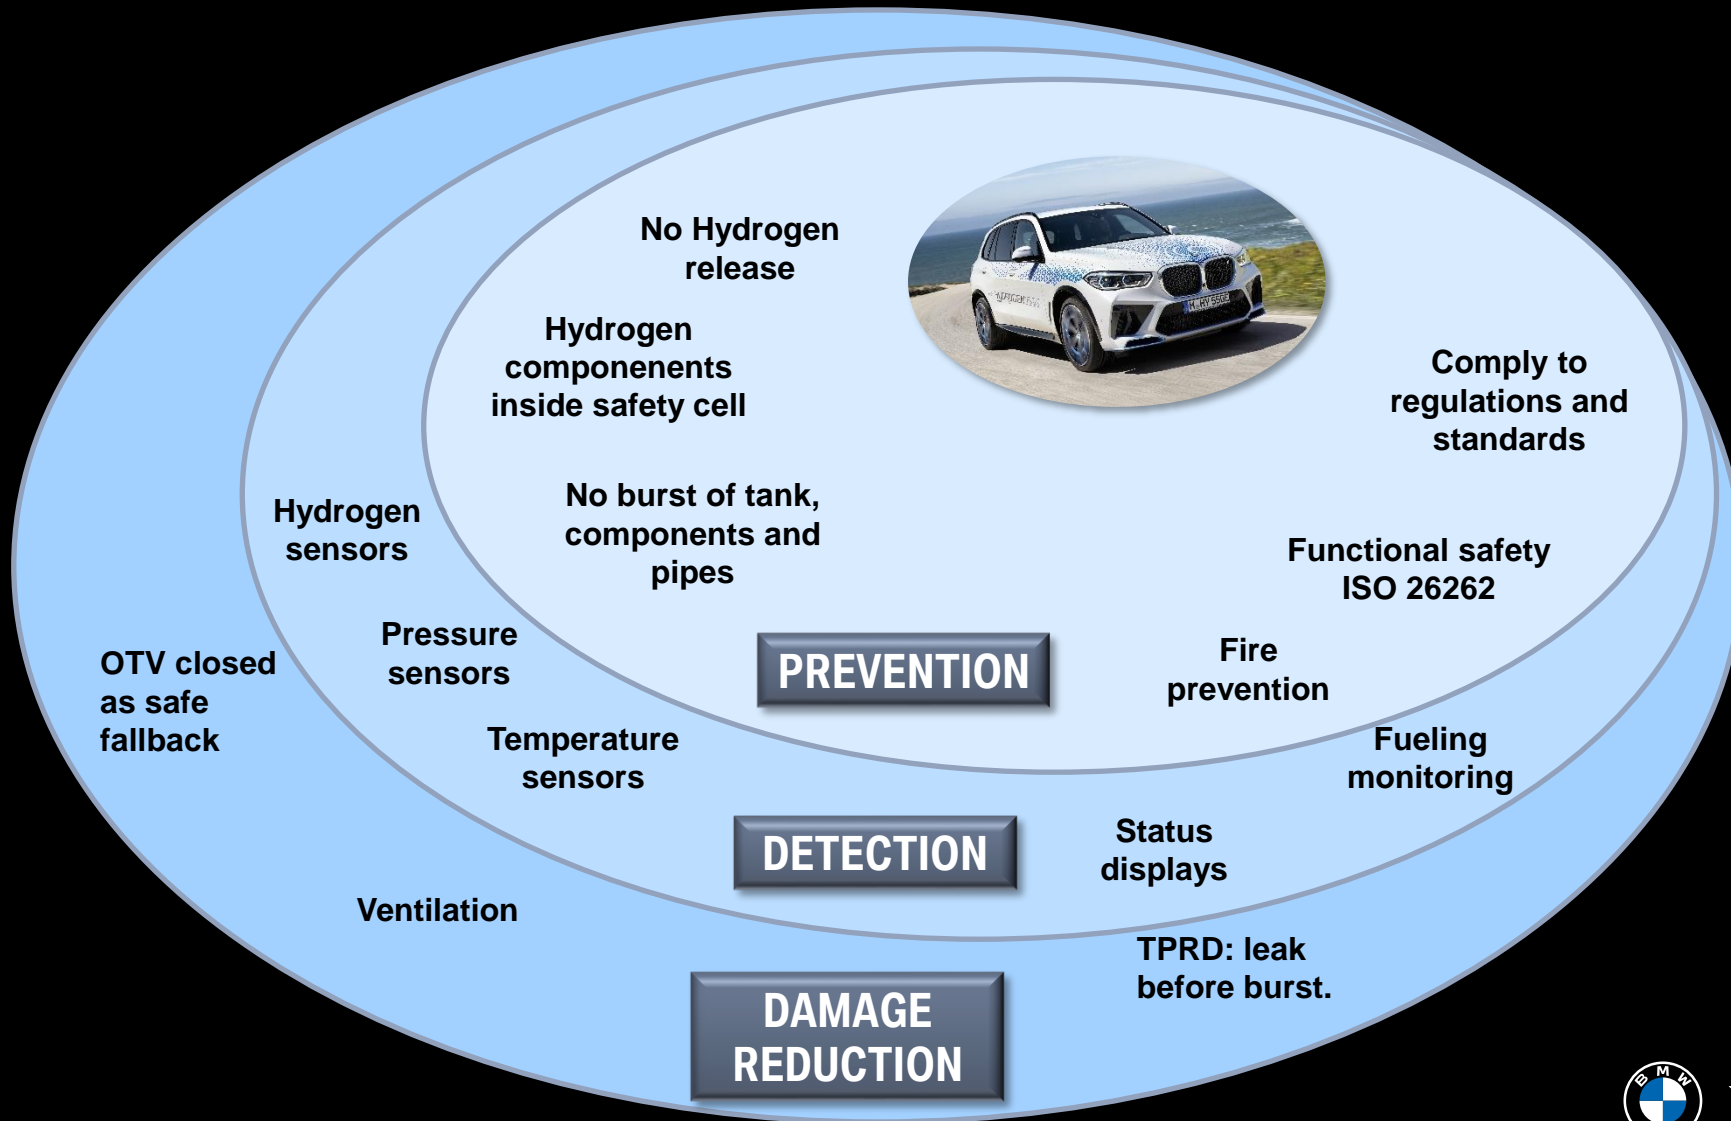 No Hydrogen
release
Hydrogen
componenents
inside safety cell
Comply to
regulations and
standards
No burst of tank,
components and
pipes
Hydrogen
sensors
Functional safety
ISO 26262
Pressure
sensors
OTV closed
as safe
fallback
PREVENTION
Fire
prevention
Temperature
sensors
Fueling
monitoring
DETECTION
Status
displays
Ventilation
TPRD: leak
before burst.
DAMAGE
REDUCTION
BMW